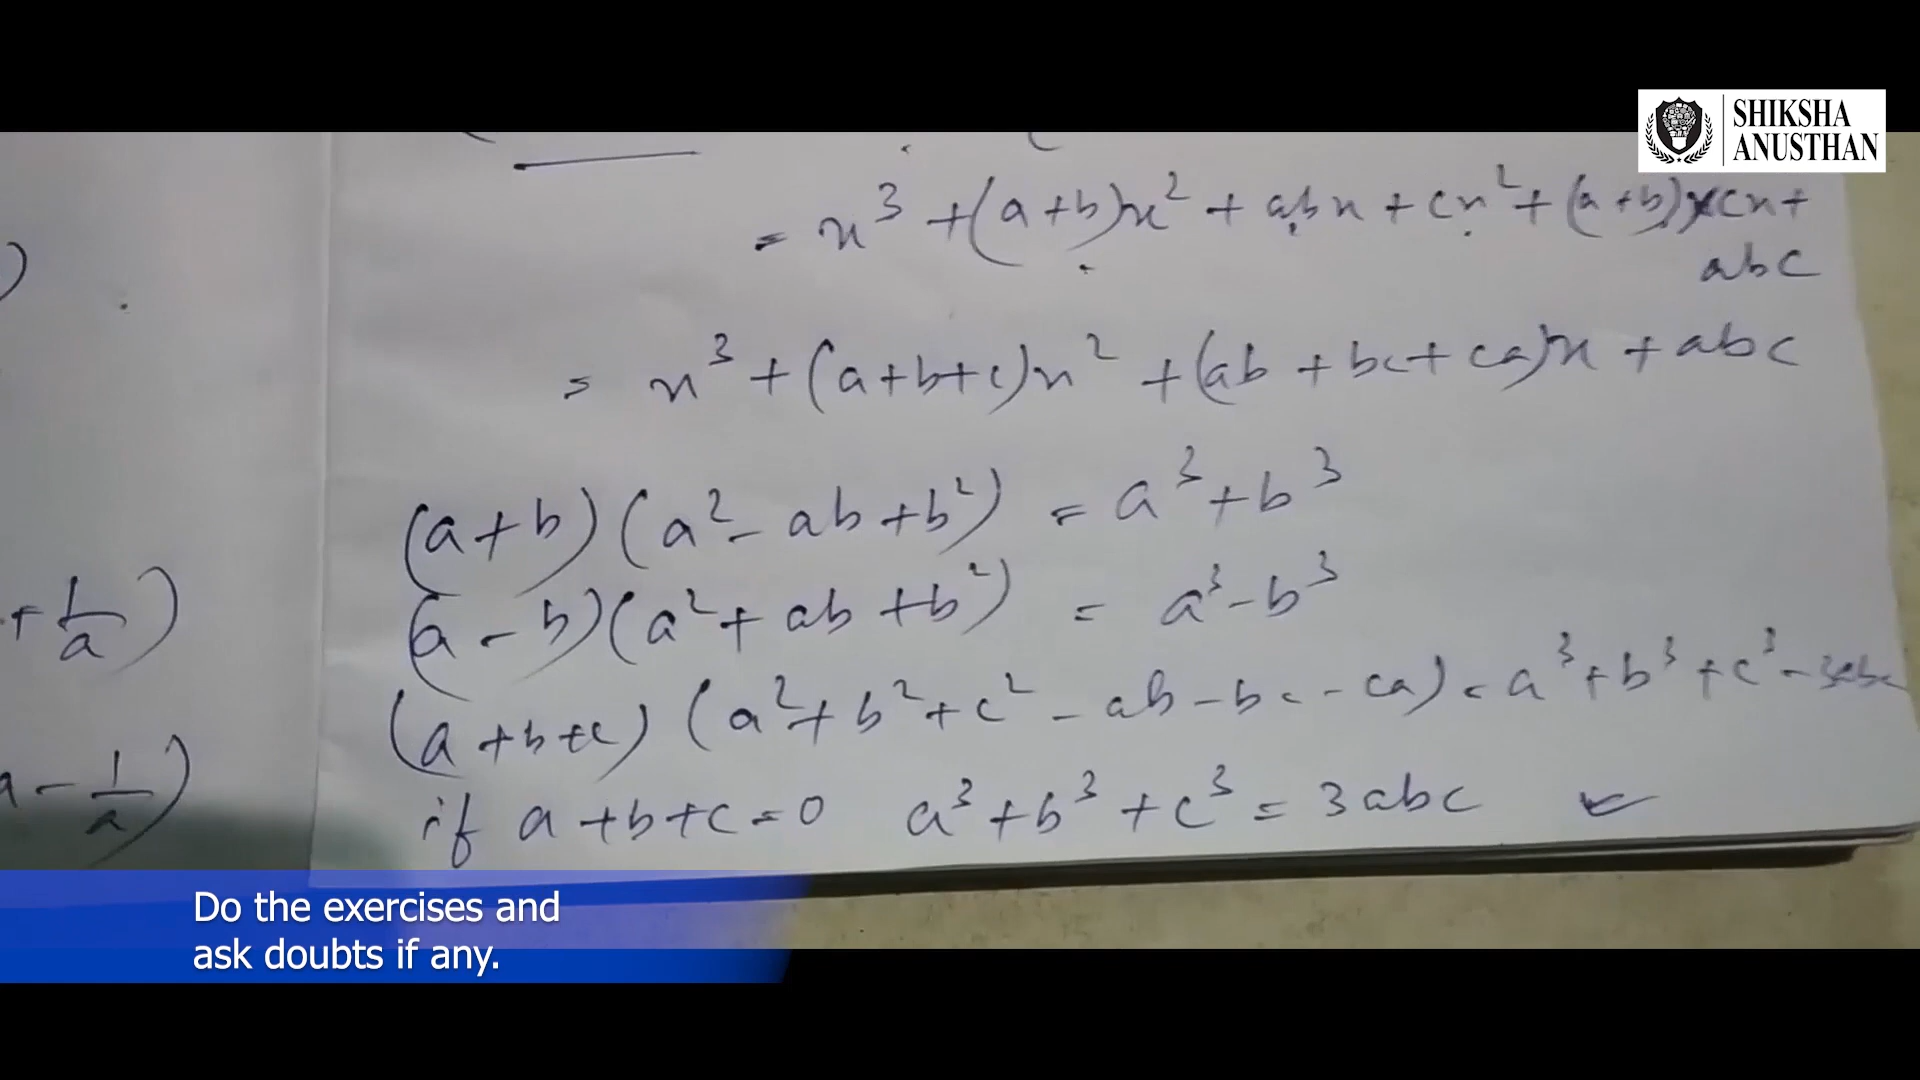 SHIKSHA
ANUSTHAN
= x³ + (a+b)x² + abx + cx² + (a+b)xcx +
abc
= x³ + (a+b+c)x² + (ab + bc + ca)x + abc
(a+b)(a² - ab + b²) = a³ + b³
+ 1/a)
(a - b)(a² + ab + b²) = a³ - b³
(a+b+c)(a² + b² + c² - ab - bc - ca) = a³ + b³ + c³ - 3abc
a - 1/a)
if a+b+c=0 a³ + b³ + c³ = 3abc
Do the exercises and
ask doubts if any.